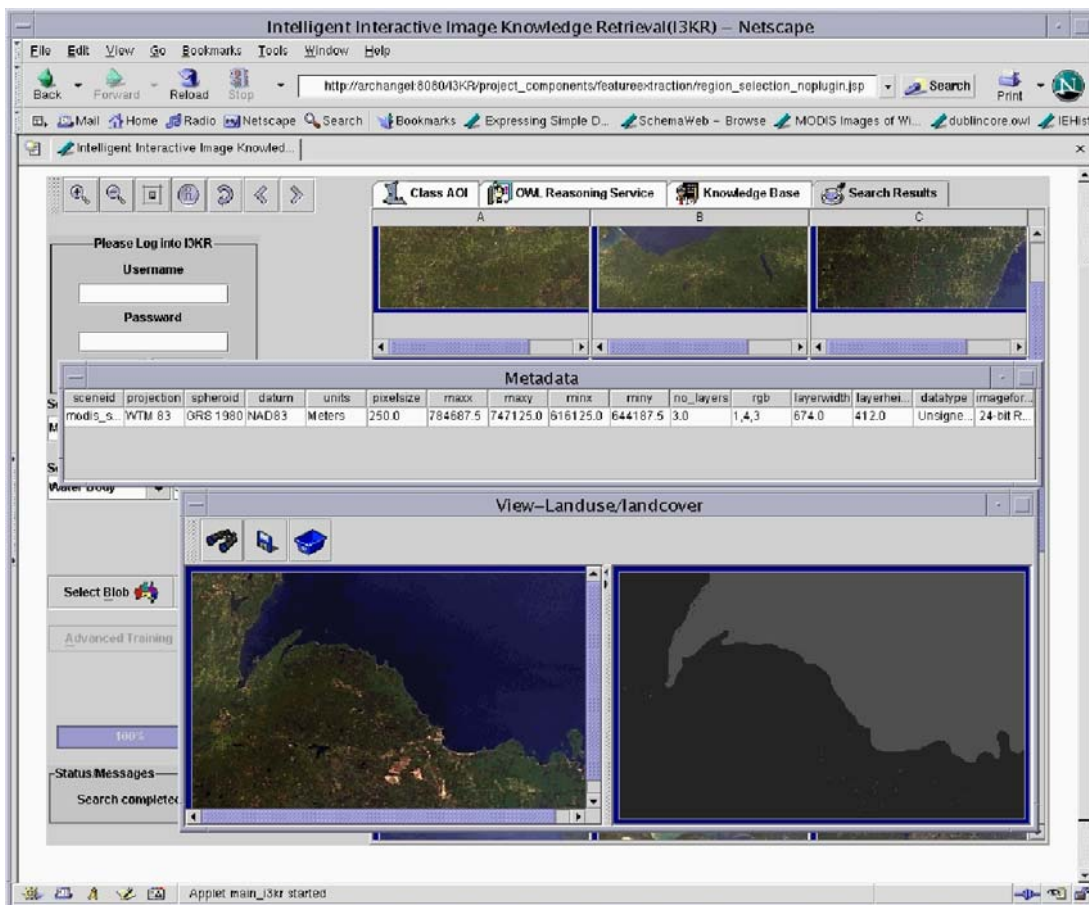 Intelligent Interactive Image Knowledge Retrieval(I3KR) – Netscape
File Edit View Go Bookmarks Tools Window Help
Back Forward Reload Stop http://archangel:8080/I3KR/project_components/featureextraction/region_selection_noplugin.jsp Search Print N
Mail Home Radio Netscape Search Bookmarks Expressing Simple D... SchemaWeb - Browse MODIS Images of Wi... dublincore.owl IEHist
Intelligent Interactive Image Knowled...
Class AOI OWL Reasoning Service Knowledge Base Search Results
A B C
Please Log into I3KR
Username
Password
Metadata
sceneid projection spheroid datum units pixelsize maxx maxy minx miny no_layers rgb layerwidth layerhei... datatype imagefor...
modis_s... WTM 83 GRS 1980 NAD83 Meters 250.0 784687.5 747125.0 616125.0 644187.5 3.0 1,4,3 674.0 412.0 Unsigne... 24-bit R...
Water Body
View-Landuse/landcover
Select Blob
Advanced Training
100%
Status/Messages
Search completed
Applet main_i3kr started